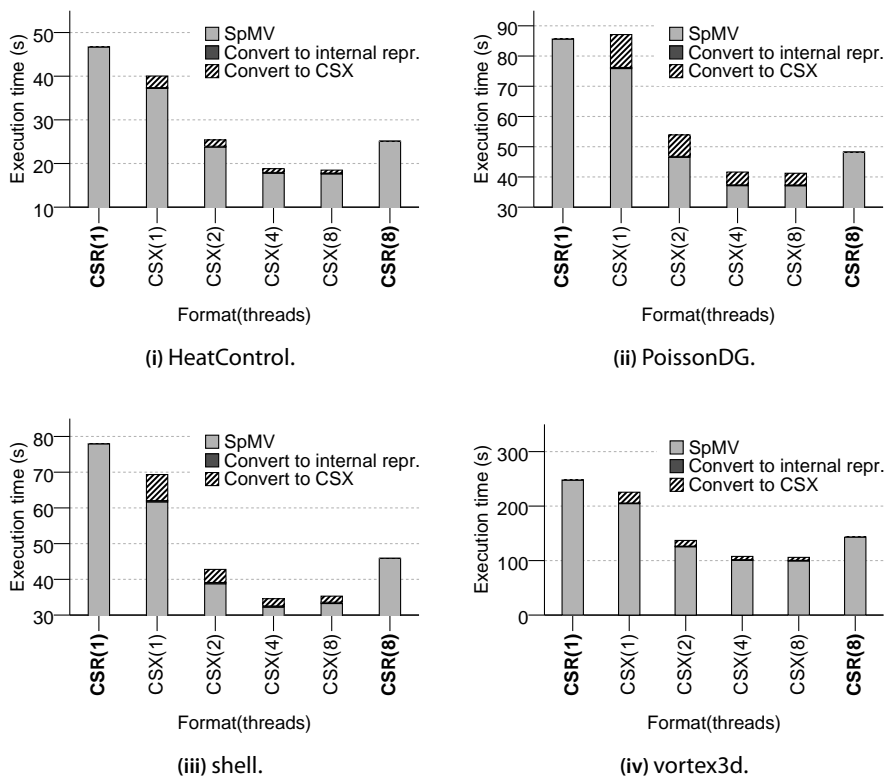 Execution time (s)
50
40
30
20
10
SpMV
Convert to internal repr.
Convert to CSX
CSR(1)
CSX(1)
CSX(2)
CSX(4)
CSX(8)
CSR(8)
Format(threads)
(i) HeatControl.
Execution time (s)
90
80
70
60
50
40
30
SpMV
Convert to internal repr.
Convert to CSX
CSR(1)
CSX(1)
CSX(2)
CSX(4)
CSX(8)
CSR(8)
Format(threads)
(ii) PoissonDG.
Execution time (s)
80
70
60
50
40
30
SpMV
Convert to internal repr.
Convert to CSX
CSR(1)
CSX(1)
CSX(2)
CSX(4)
CSX(8)
CSR(8)
Format(threads)
(iii) shell.
Execution time (s)
300
200
100
0
SpMV
Convert to internal repr.
Convert to CSX
CSR(1)
CSX(1)
CSX(2)
CSX(4)
CSX(8)
CSR(8)
Format(threads)
(iv) vortex3d.